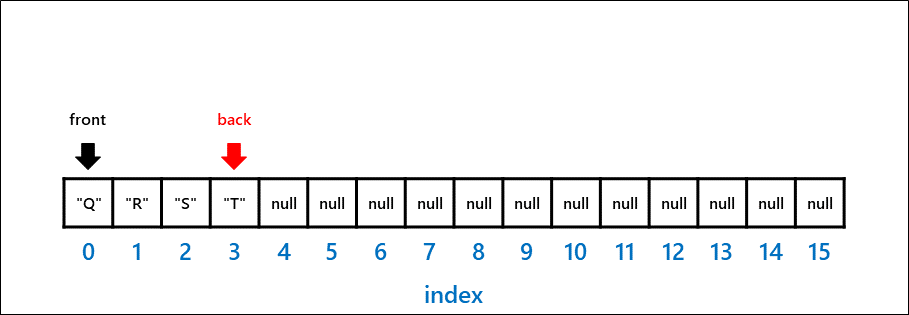 front back
"Q" "R" "S" "T" null null null null null null null null null null null null
0 1 2 3 4 5 6 7 8 9 10 11 12 13 14 15
index